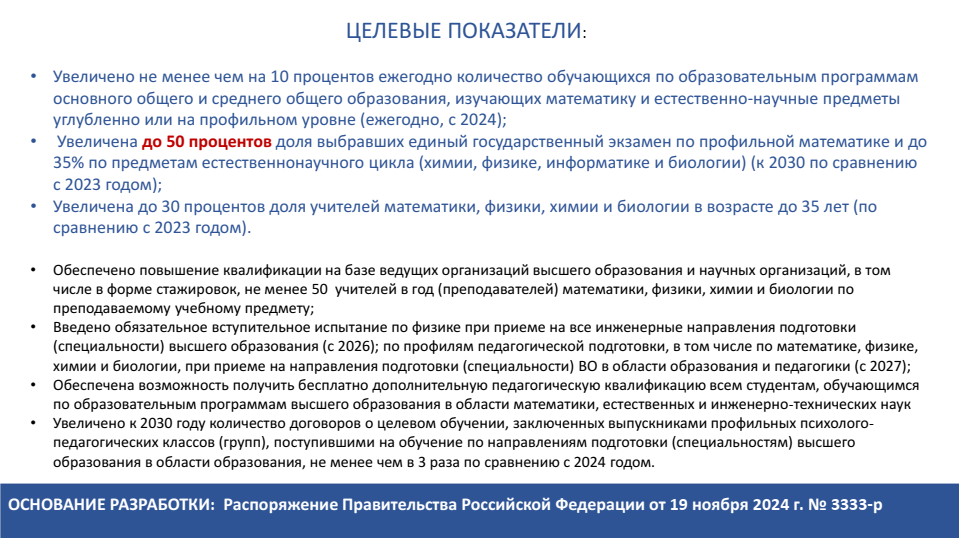 ЦЕЛЕВЫЕ ПОКАЗАТЕЛИ:
• Увеличено не менее чем на 10 процентов ежегодно количество обучающихся по образовательным программам
основного общего и среднего общего образования, изучающих математику и естественно-научные предметы
углубленно или на профильном уровне (ежегодно, с 2024);
• Увеличена до 50 процентов доля выбравших единый государственный экзамен по профильной математике и до
35% по предметам естественнонаучного цикла (химии, физике, информатике и биологии) (к 2030 по сравнению
с 2023 годом);
• Увеличена до 30 процентов доля учителей математики, физики, химии и биологии в возрасте до 35 лет (по
сравнению с 2023 годом).
• Обеспечено повышение квалификации на базе ведущих организаций высшего образования и научных организаций, в том
числе в форме стажировок, не менее 50 учителей в год (преподавателей) математики, физики, химии и биологии по
преподаваемому учебному предмету;
• Введено обязательное вступительное испытание по физике при приеме на все инженерные направления подготовки
(специальности) высшего образования (с 2026); по профилям педагогической подготовки, в том числе по математике, физике,
химии и биологии, при приеме на направления подготовки (специальности) ВО в области образования и педагогики (с 2027);
• Обеспечена возможность получить бесплатно дополнительную педагогическую квалификацию всем студентам, обучающимся
по образовательным программам высшего образования в области математики, естественных и инженерно-технических наук
• Увеличено к 2030 году количество договоров о целевом обучении, заключенных выпускниками профильных психолого-
педагогических классов (групп), поступившими на обучение по направлениям подготовки (специальностям) высшего
образования в области образования, не менее чем в 3 раза по сравнению с 2024 годом.
ОСНОВАНИЕ РАЗРАБОТКИ: Распоряжение Правительства Российской Федерации от 19 ноября 2024 г. № 3333-р